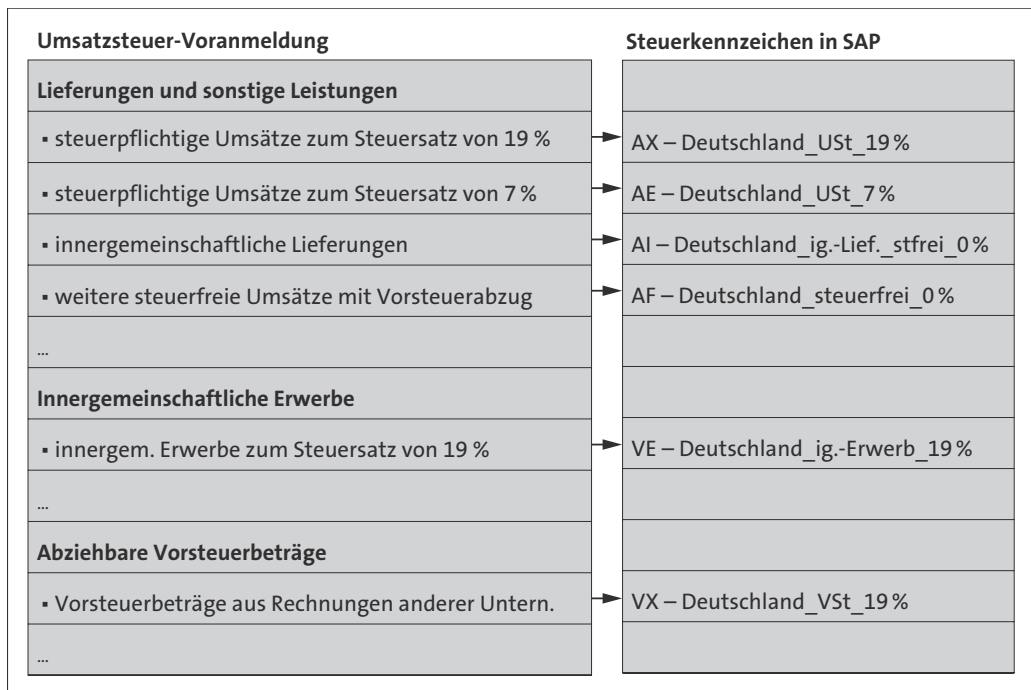 Umsatzsteuer-Voranmeldung
Lieferungen und sonstige Leistungen
▪ steuerpflichtige Umsätze zum Steuersatz von 19 %
▪ steuerpflichtige Umsätze zum Steuersatz von 7 %
▪ innergemeinschaftliche Lieferungen
▪ weitere steuerfreie Umsätze mit Vorsteuerabzug
…
Innergemeinschaftliche Erwerbe
▪ innergem. Erwerbe zum Steuersatz von 19 %
…
Abziehbare Vorsteuerbeträge
▪ Vorsteuerbeträge aus Rechnungen anderer Untern.
…
Steuerkennzeichen in SAP
AX – Deutschland_USt_19 %
AE – Deutschland_USt_7 %
AI – Deutschland_ig.-Lief._stfrei_0 %
AF – Deutschland_steuerfrei_0 %
VE – Deutschland_ig.-Erwerb_19 %
VX – Deutschland_VSt_19 %